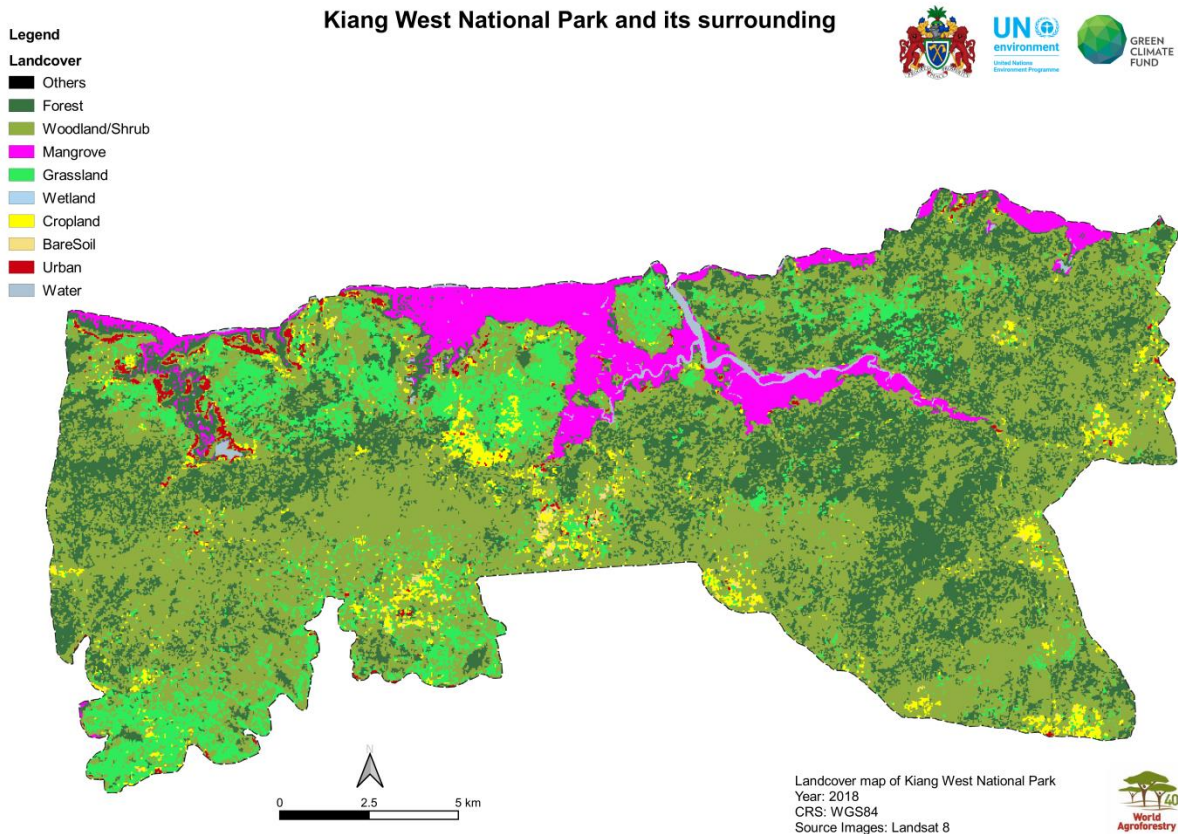 Kiang West National Park and its surrounding
Legend
Landcover
Others
Forest
Woodland/Shrub
Mangrove
Grassland
Wetland
Cropland
BareSoil
Urban
Water
UN
environment
United Nations
Environment Programme
GREEN
CLIMATE
FUND
N
0 2.5 5 km
Landcover map of Kiang West National Park
Year: 2018
CRS: WGS84
Source Images: Landsat 8
40
World
Agroforestry